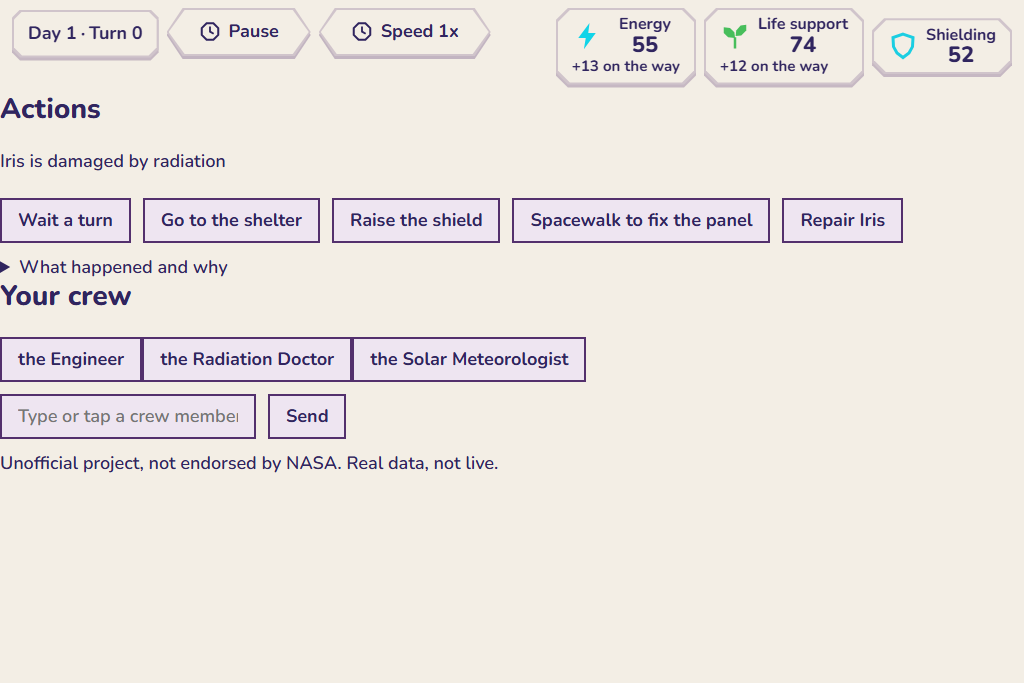 Day 1 · Turn 0
Pause
Speed 1x
Energy
55
+13 on the way
Life support
74
+12 on the way
Shielding
52
Actions
Iris is damaged by radiation
Wait a turn
Go to the shelter
Raise the shield
Spacewalk to fix the panel
Repair Iris
What happened and why
Your crew
the Engineer
the Radiation Doctor
the Solar Meteorologist
Type or tap a crew member
Send
Unofficial project, not endorsed by NASA. Real data, not live.